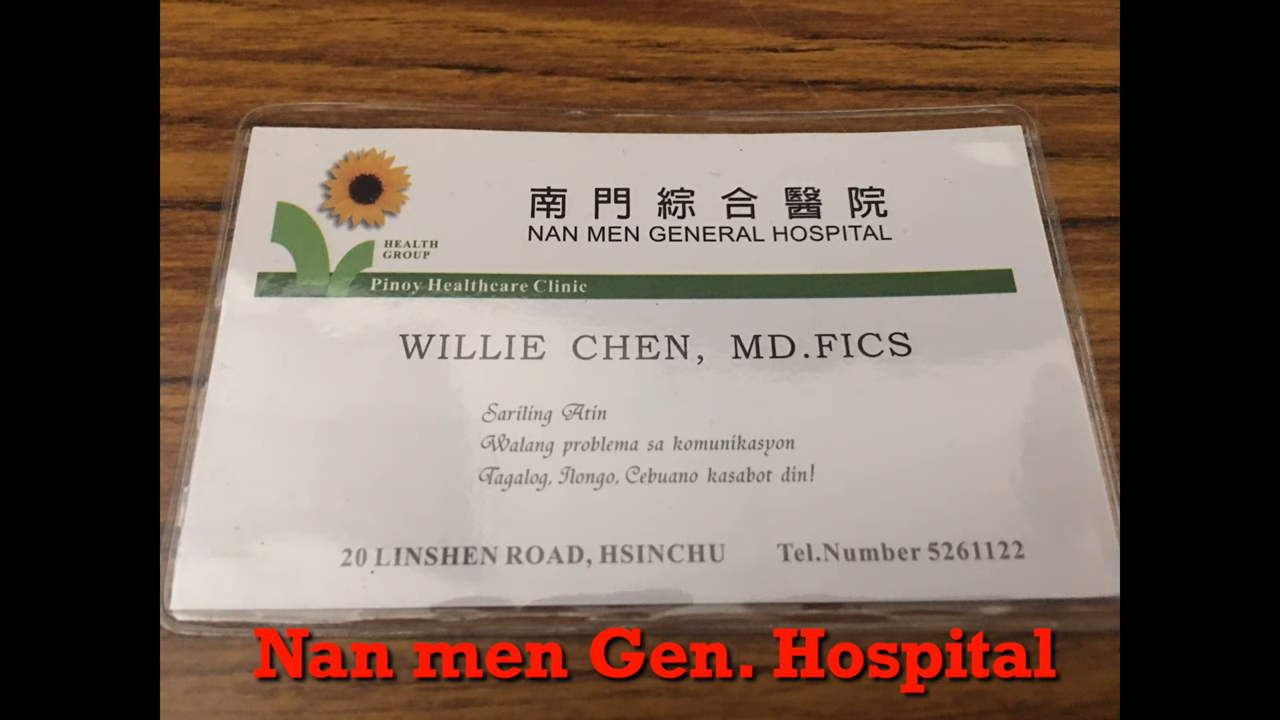 南門綜合醫院
NAN MEN GENERAL HOSPITAL
HEALTH
GROUP
Pinoy Healthcare Clinic
WILLIE CHEN, MD.FICS
Sariling Atin
Walang problema sa komunikasyon
Tagalog, Ilongo, Cebuano kasabot din!
20 LINSHEN ROAD, HSINCHU Tel.Number 5261122
Nan men Gen. Hospital